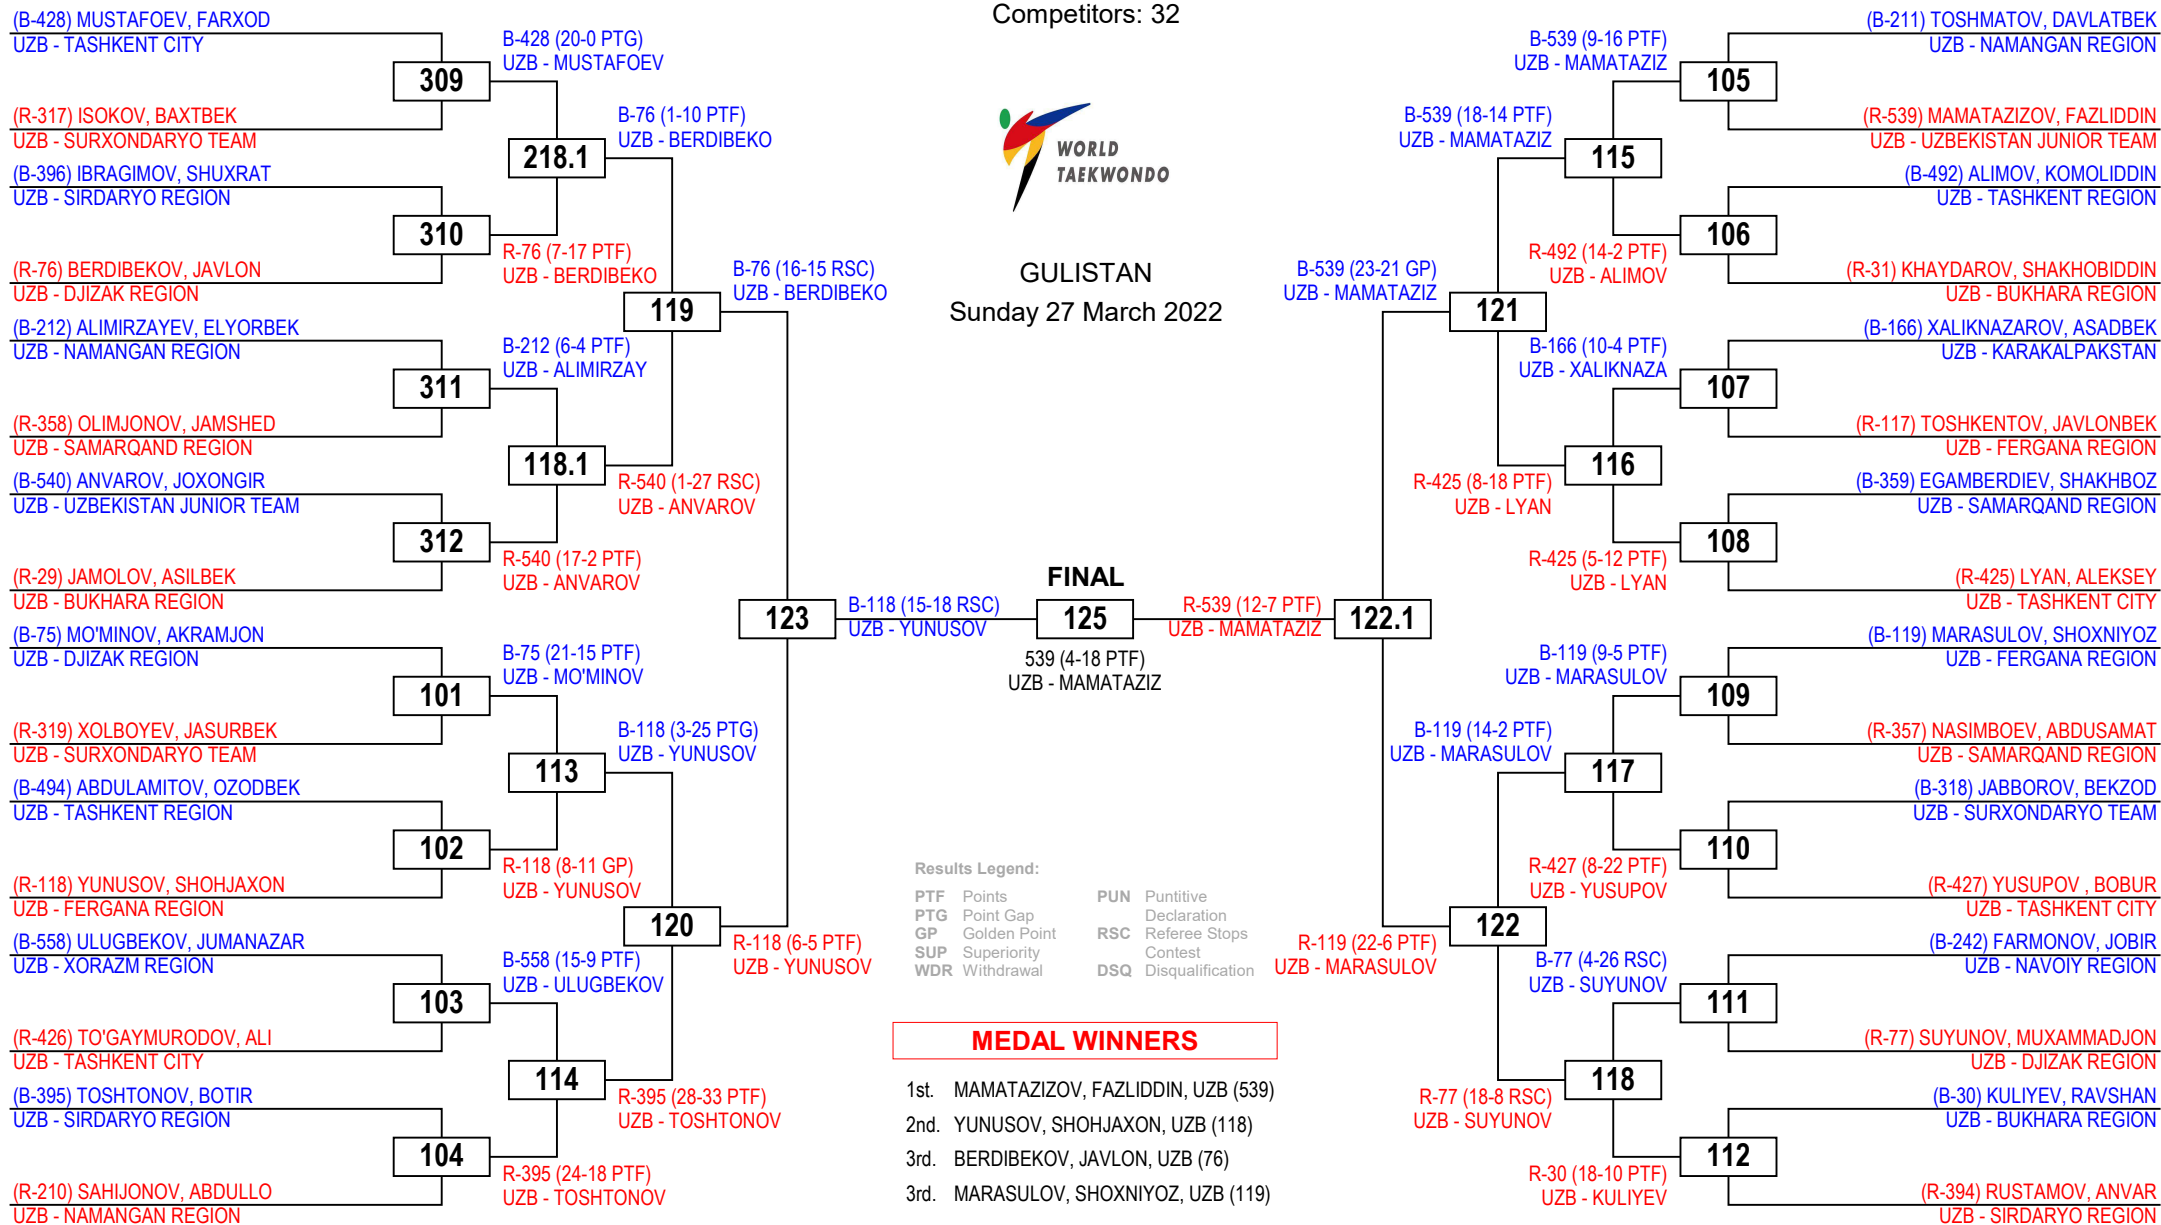 Competitors: 32
WORLD
TAEKWONDO
GULISTAN
Sunday 27 March 2022
(B-428) MUSTAFOEV, FARXOD
UZB - TASHKENT CITY
309
(R-317) ISOKOV, BAXTBEK
UZB - SURXONDARYO TEAM
(B-396) IBRAGIMOV, SHUXRAT
UZB - SIRDARYO REGION
310
(R-76) BERDIBEKOV, JAVLON
UZB - DJIZAK REGION
(B-212) ALIMIRZAYEV, ELYORBEK
UZB - NAMANGAN REGION
311
(R-358) OLIMJONOV, JAMSHED
UZB - SAMARQAND REGION
(B-540) ANVAROV, JOXONGIR
UZB - UZBEKISTAN JUNIOR TEAM
312
(R-29) JAMOLOV, ASILBEK
UZB - BUKHARA REGION
(B-75) MO'MINOV, AKRAMJON
UZB - DJIZAK REGION
101
(R-319) XOLBOYEV, JASURBEK
UZB - SURXONDARYO TEAM
(B-494) ABDULAMITOV, OZODBEK
UZB - TASHKENT REGION
102
(R-118) YUNUSOV, SHOHJAXON
UZB - FERGANA REGION
(B-558) ULUGBEKOV, JUMANAZAR
UZB - XORAZM REGION
103
(R-426) TO'GAYMURODOV, ALI
UZB - TASHKENT CITY
(B-395) TOSHTONOV, BOTIR
UZB - SIRDARYO REGION
104
(R-210) SAHIJONOV, ABDULLO
UZB - NAMANGAN REGION
B-428 (20-0 PTG)
UZB - MUSTAFOEV
218.1
R-76 (7-17 PTF)
UZB - BERDIBEKO
B-212 (6-4 PTF)
UZB - ALIMIRZAY
118.1
R-540 (17-2 PTF)
UZB - ANVAROV
B-75 (21-15 PTF)
UZB - MO'MINOV
113
R-118 (8-11 GP)
UZB - YUNUSOV
B-558 (15-9 PTF)
UZB - ULUGBEKOV
114
R-395 (24-18 PTF)
UZB - TOSHTONOV
B-76 (1-10 PTF)
UZB - BERDIBEKO
119
R-540 (1-27 RSC)
UZB - ANVAROV
B-118 (3-25 PTG)
UZB - YUNUSOV
120
R-395 (28-33 PTF)
UZB - TOSHTONOV
B-76 (16-15 RSC)
UZB - BERDIBEKO
123
R-118 (6-5 PTF)
UZB - YUNUSOV
B-118 (15-18 RSC)
UZB - YUNUSOV
FINAL
125
539 (4-18 PTF)
UZB - MAMATAZIZ
R-539 (12-7 PTF)
UZB - MAMATAZIZ
B-539 (23-21 GP)
UZB - MAMATAZIZ
122.1
R-119 (22-6 PTF)
UZB - MARASULOV
B-539 (18-14 PTF)
UZB - MAMATAZIZ
121
R-425 (8-18 PTF)
UZB - LYAN
B-119 (14-2 PTF)
UZB - MARASULOV
122
R-77 (18-8 RSC)
UZB - SUYUNOV
B-539 (9-16 PTF)
UZB - MAMATAZIZ
115
R-492 (14-2 PTF)
UZB - ALIMOV
B-166 (10-4 PTF)
UZB - XALIKNAZA
116
R-425 (5-12 PTF)
UZB - LYAN
B-119 (9-5 PTF)
UZB - MARASULOV
117
R-427 (8-22 PTF)
UZB - YUSUPOV
B-77 (4-26 RSC)
UZB - SUYUNOV
118
R-30 (18-10 PTF)
UZB - KULIYEV
(B-211) TOSHMATOV, DAVLATBEK
UZB - NAMANGAN REGION
105
(R-539) MAMATAZIZOV, FAZLIDDIN
UZB - UZBEKISTAN JUNIOR TEAM
(B-492) ALIMOV, KOMOLIDDIN
UZB - TASHKENT REGION
106
(R-31) KHAYDAROV, SHAKHOBIDDIN
UZB - BUKHARA REGION
(B-166) XALIKNAZAROV, ASADBEK
UZB - KARAKALPAKSTAN
107
(R-117) TOSHKENTOV, JAVLONBEK
UZB - FERGANA REGION
(B-359) EGAMBERDIEV, SHAKHBOZ
UZB - SAMARQAND REGION
108
(R-425) LYAN, ALEKSEY
UZB - TASHKENT CITY
(B-119) MARASULOV, SHOXNIYOZ
UZB - FERGANA REGION
109
(R-357) NASIMBOEV, ABDUSAMAT
UZB - SAMARQAND REGION
(B-318) JABBOROV, BEKZOD
UZB - SURXONDARYO TEAM
110
(R-427) YUSUPOV , BOBUR
UZB - TASHKENT CITY
(B-242) FARMONOV, JOBIR
UZB - NAVOIY REGION
111
(R-77) SUYUNOV, MUXAMMADJON
UZB - DJIZAK REGION
(B-30) KULIYEV, RAVSHAN
UZB - BUKHARA REGION
112
(R-394) RUSTAMOV, ANVAR
UZB - SIRDARYO REGION
Results Legend:
PTF Points
PTG Point Gap
GP Golden Point
SUP Superiority
WDR Withdrawal
PUN Puntitive
Declaration
RSC Referee Stops
Contest
DSQ Disqualification
MEDAL WINNERS
1st. MAMATAZIZOV, FAZLIDDIN, UZB (539)
2nd. YUNUSOV, SHOHJAXON, UZB (118)
3rd. BERDIBEKOV, JAVLON, UZB (76)
3rd. MARASULOV, SHOXNIYOZ, UZB (119)